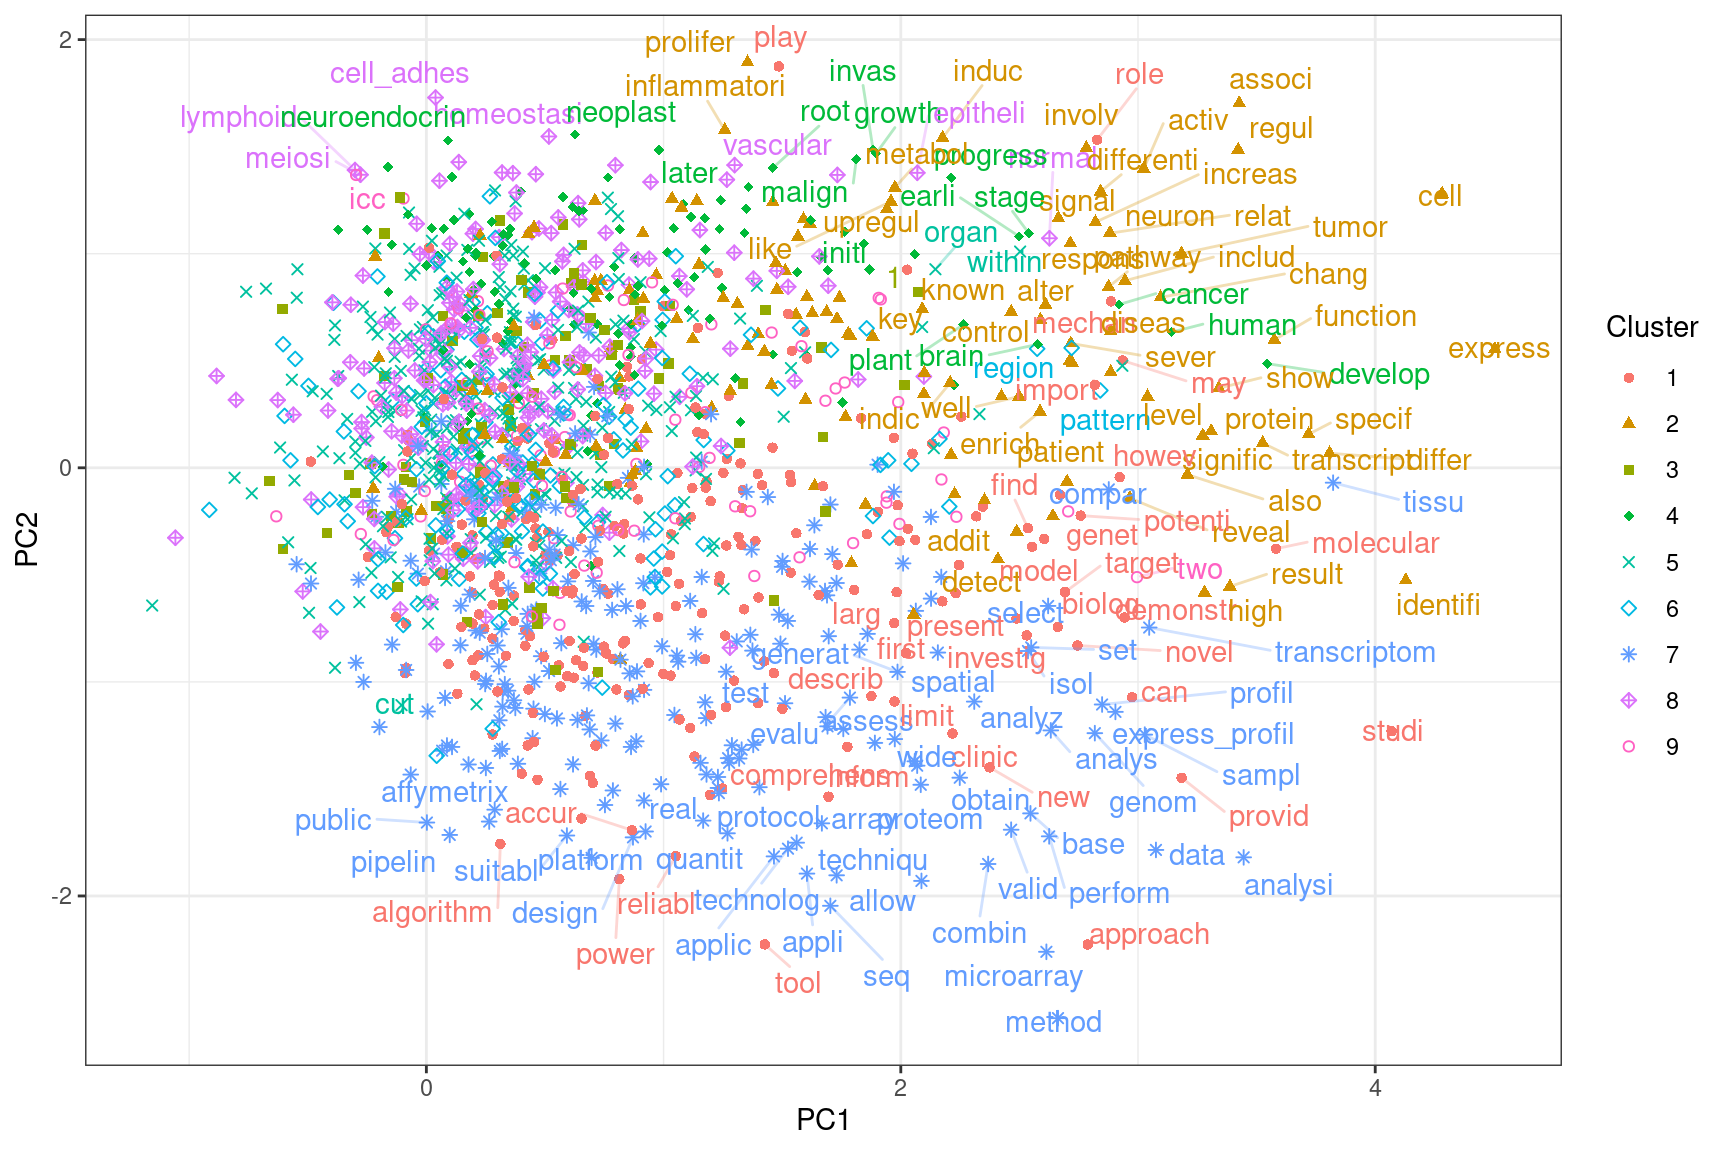 2
0
-2
0
2
4
PC1
PC2
prolifer
play
cell_adhes
inflammatori
invas
induc
role
associ
lymphoid
neuroendocrin
homeostasi
neoplast
root
growth
epitheli
involv
activ
regul
meiosi
vascular
metabol
progress
normal
differenti
increas
icc
later
malign
earli
stage
signal
cell
upregul
organ
neuron
relat
tumor
like
initi
within
respons
pathway
includ
chang
1
known
alter
cancer
key
control
mechan
diseas
human
function
plant
brain
region
sever
express
import
may
show
develop
indic
well
pattern
level
protein
specif
enrich
patient
howev
signific
transcript
differ
find
compar
also
tissu
addit
genet
potenti
reveal
molecular
detect
model
target
two
result
larg
select
biolog
demonstr
high
identifi
present
generat
first
investig
set
novel
transcriptom
describ
spatial
isol
can
profil
cut
test
assess
limit
analyz
studi
evalu
express_profil
wide
clinic
analys
sampl
comprehens
inform
affymetrix
accur
real
obtain
new
genom
provid
public
protocol
array
proteom
pipelin
suitabl
platform
quantit
techniqu
base
data
algorithm
design
reliabl
technolog
allow
valid
perform
analysi
power
applic
appli
combin
approach
tool
seq
microarray
method
Cluster
1
2
3
4
5
6
7
8
9